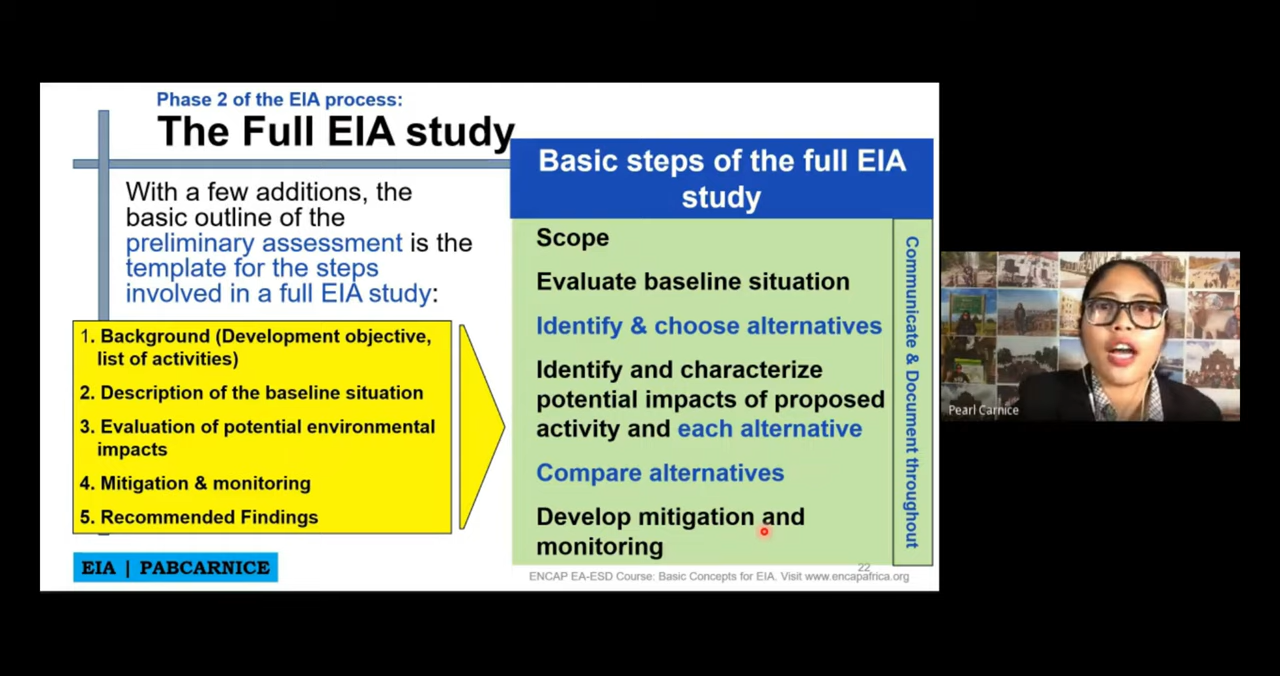 Phase 2 of the EIA process:
The Full EIA study
With a few additions, the
basic outline of the
preliminary assessment is the
template for the steps
involved in a full EIA study:
1. Background (Development objective,
list of activities)
2. Description of the baseline situation
3. Evaluation of potential environmental
impacts
4. Mitigation & monitoring
5. Recommended Findings
EIA | PABCARNICE
Basic steps of the full EIA
study
Scope
Evaluate baseline situation
Identify & choose alternatives
Identify and characterize
potential impacts of proposed
activity and each alternative
Compare alternatives
Develop mitigation and
monitoring
Communicate & Document throughout
22
ENCAP EA-ESD Course: Basic Concepts for EIA. Visit www.encapafrica.org
Pearl Carnice